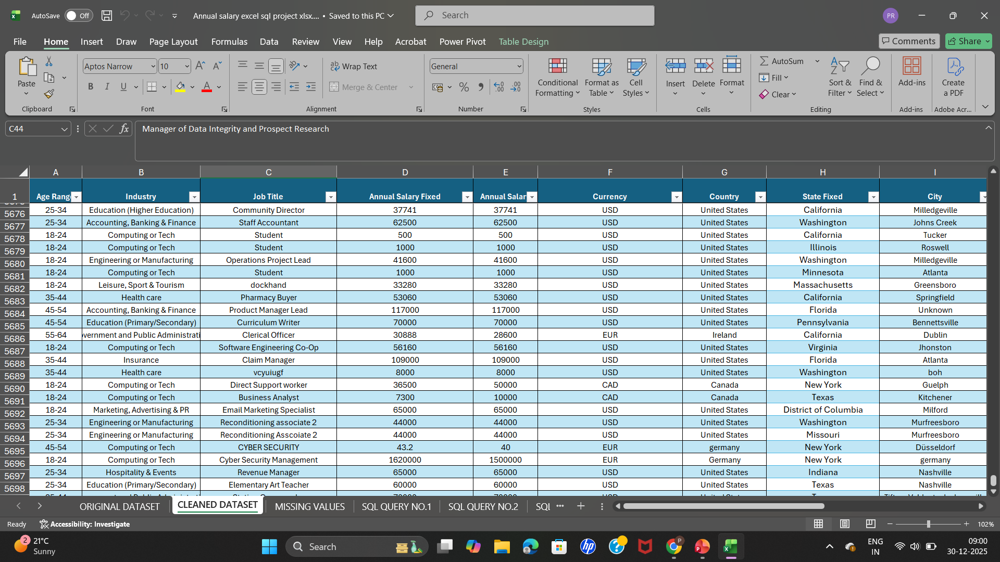 AutoSave Off Annual salary excel sql project xlsx.... • Saved to this PC Search PR
File Home Insert Draw Page Layout Formulas Data Review View Help Acrobat Power Pivot Table Design Comments Share
Paste Aptos Narrow 10 Wrap Text General Conditional Formatting Format as Table Cell Styles Insert Delete Format AutoSum Sort & Filter Find & Select Add-ins Create a PDF
B I U Merge & Center Fill
Clear
Clipboard Font Alignment Number Styles Cells Editing Add-ins Adobe Acr...
C44 fx Manager of Data Integrity and Prospect Research
A B C D E F G H I
1 Age Rang Industry Job Title Annual Salary Fixed Annual Salar Currency Country State Fixed City
5676 25-34 Education (Higher Education) Community Director 37741 37741 USD United States California Milledgeville
5677 25-34 Accounting, Banking & Finance Staff Accountant 62500 62500 USD United States Washington Johns Creek
5678 18-24 Computing or Tech Student 500 500 USD United States California Tucker
5679 18-24 Computing or Tech Student 1000 1000 USD United States Illinois Roswell
5680 18-24 Engineering or Manufacturing Operations Project Lead 41600 41600 USD United States Washington Milledgeville
5681 18-24 Computing or Tech Student 1000 1000 USD United States Minnesota Atlanta
5682 18-24 Leisure, Sport & Tourism dockhand 33280 33280 USD United States Massachusetts Greensboro
5683 35-44 Health care Pharmacy Buyer 53060 53060 USD United States California Springfield
5684 45-54 Accounting, Banking & Finance Product Manager Lead 117000 117000 USD United States Florida Unknown
5685 45-54 Education (Primary/Secondary) Curriculum Writer 70000 70000 USD United States Pennsylvania Bennettsville
5686 55-64 overnment and Public Administrati Clerical Officer 30888 28600 EUR Ireland California Dublin
5687 18-24 Computing or Tech Software Engineering Co-Op 56160 56160 USD United States Virginia Jhonston
5688 35-44 Insurance Claim Manager 109000 109000 USD United States Florida Atlanta
5689 35-44 Health care vcyuiugf 8000 8000 USD United States Washington boh
5690 18-24 Computing or Tech Direct Support worker 36500 50000 CAD Canada New York Guelph
5691 18-24 Computing or Tech Business Analyst 7300 10000 CAD Canada Texas Kitchener
5692 18-24 Marketing, Advertising & PR Email Marketing Specialist 65000 65000 USD United States District of Columbia Milford
5693 25-34 Engineering or Manufacturing Reconditioning associate 2 44000 44000 USD United States Washington Murfreesboro
5694 25-34 Engineering or Manufacturing Reconditioning Asscoiate 2 44000 44000 USD United States Missouri Murfreesboro
5695 45-54 Computing or Tech CYBER SECURITY 43.2 40 EUR germany New York Düsseldorf
5696 18-24 Computing or Tech Cyber Security Management 1620000 1500000 EUR Germany New York germany
5697 25-34 Hospitality & Events Revenue Manager 65000 65000 USD United States Indiana Nashville
5698 25-34 Education (Primary/Secondary) Elementary Art Teacher 60000 60000 USD United States Texas Nashville
ORIGINAL DATASET CLEANED DATASET MISSING VALUES SQL QUERY NO.1 SQL QUERY NO.2 SQL
Ready Accessibility: Investigate 102%
2 21°C Sunny Search ENG IN 09:00 30-12-2025